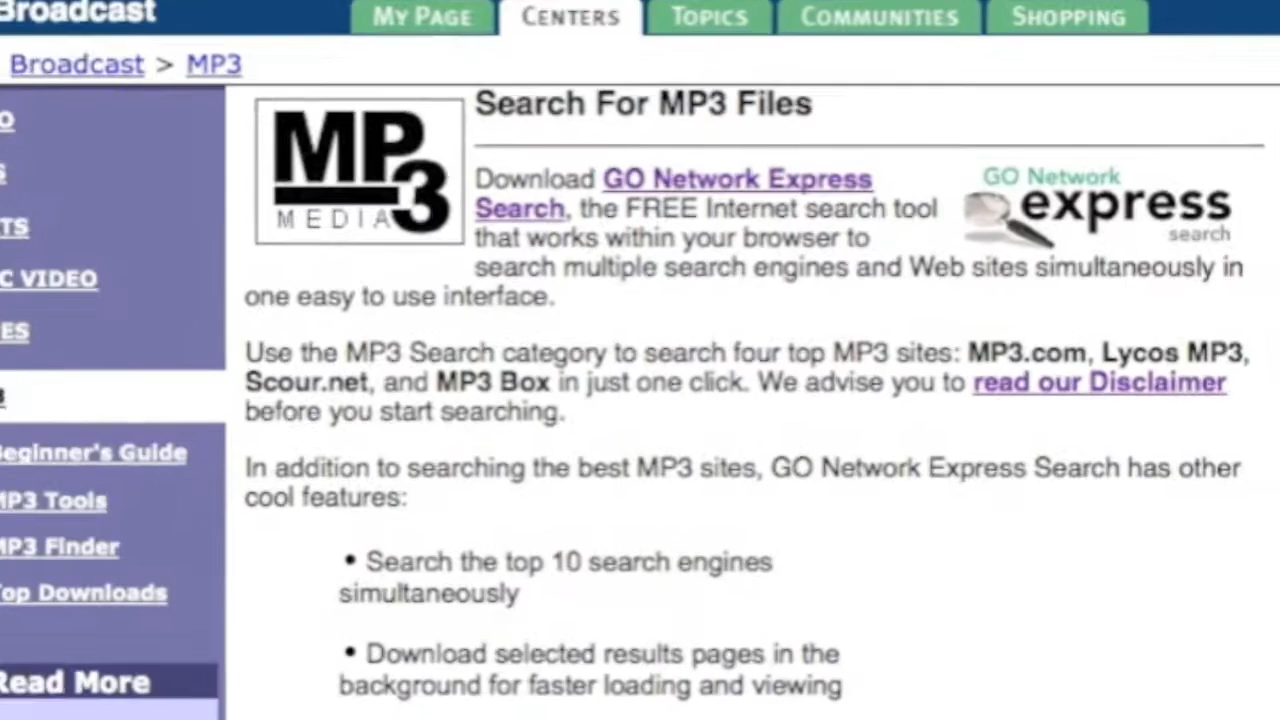 Broadcast
My Page Centers Topics Communities Shopping
Broadcast > MP3
MP3
MEDIA
Search For MP3 Files
Download GO Network Express
Search, the FREE Internet search tool
that works within your browser to
search multiple search engines and Web sites simultaneously in
one easy to use interface.
GO Network
express
search
Use the MP3 Search category to search four top MP3 sites: MP3.com, Lycos MP3,
Scour.net, and MP3 Box in just one click. We advise you to read our Disclaimer
before you start searching.
In addition to searching the best MP3 sites, GO Network Express Search has other
cool features:
• Search the top 10 search engines
simultaneously
• Download selected results pages in the
background for faster loading and viewing
O
S
TS
C VIDEO
ES
3
Beginner's Guide
MP3 Tools
MP3 Finder
Top Downloads
Read More